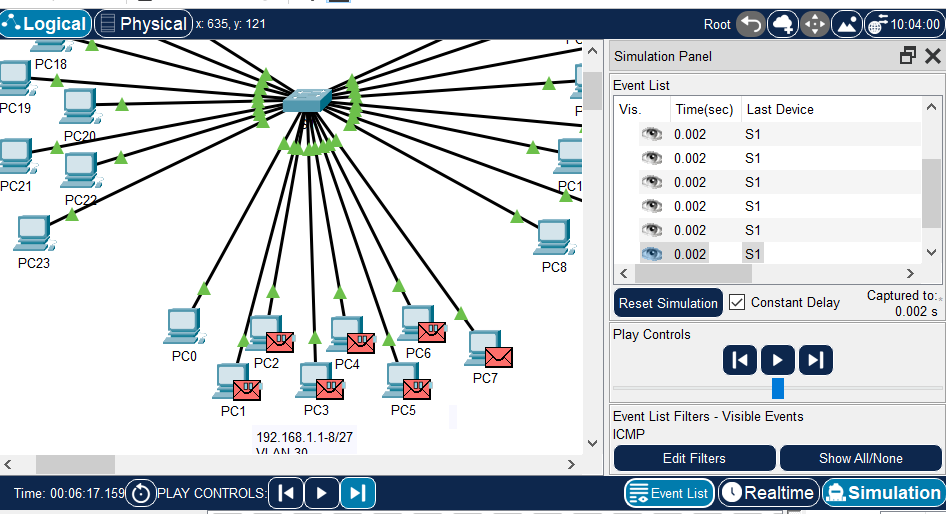 Logical Physical x: 635, y: 121 Root 10:04:00
PC18
PC19
PC20
PC21
PC22
PC23
PC8
PC0
PC2
PC4
PC6
PC7
PC1
PC3
PC5
192.168.1.1-8/27
VLAN 30
Simulation Panel
Event List
Vis. Time(sec) Last Device
0.002 S1
0.002 S1
0.002 S1
0.002 S1
0.002 S1
0.002 S1
Reset Simulation Constant Delay Captured to:
0.002 s
Play Controls
Event List Filters - Visible Events
ICMP
Edit Filters Show All/None
Time: 00:06:17.159 PLAY CONTROLS: Event List Realtime Simulation